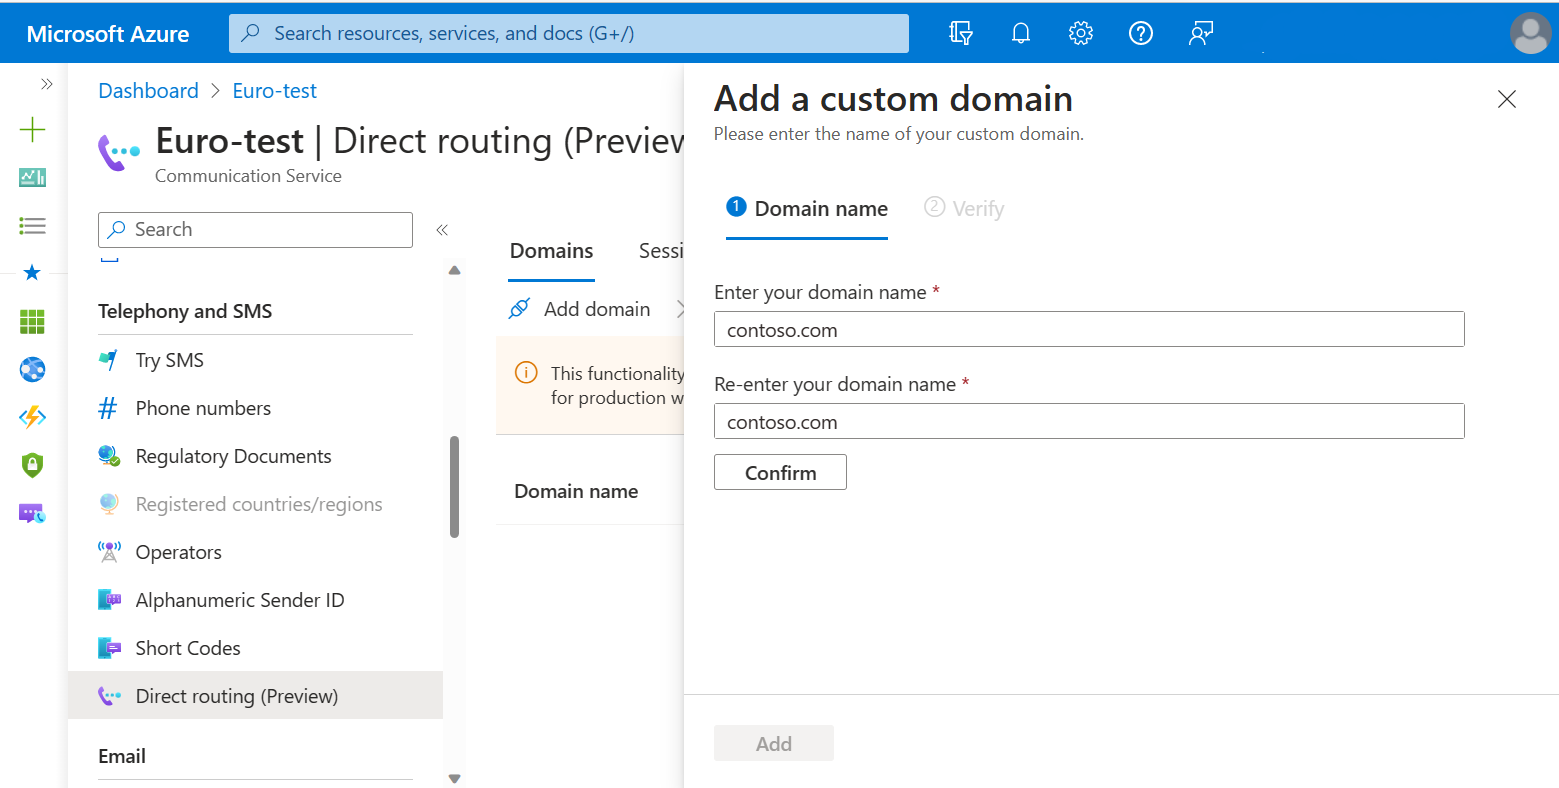 Microsoft Azure
Search resources, services, and docs (G+/)
Dashboard > Euro-test
Euro-test | Direct routing (Preview
Communication Service
Search
Telephony and SMS
Try SMS
Phone numbers
Regulatory Documents
Registered countries/regions
Operators
Alphanumeric Sender ID
Short Codes
Direct routing (Preview)
Email
Domains Sessi
Add domain
This functionality
for production w
Domain name
Add a custom domain
Please enter the name of your custom domain.
1 Domain name 2 Verify
Enter your domain name *
contoso.com
Re-enter your domain name *
contoso.com
Confirm
Add